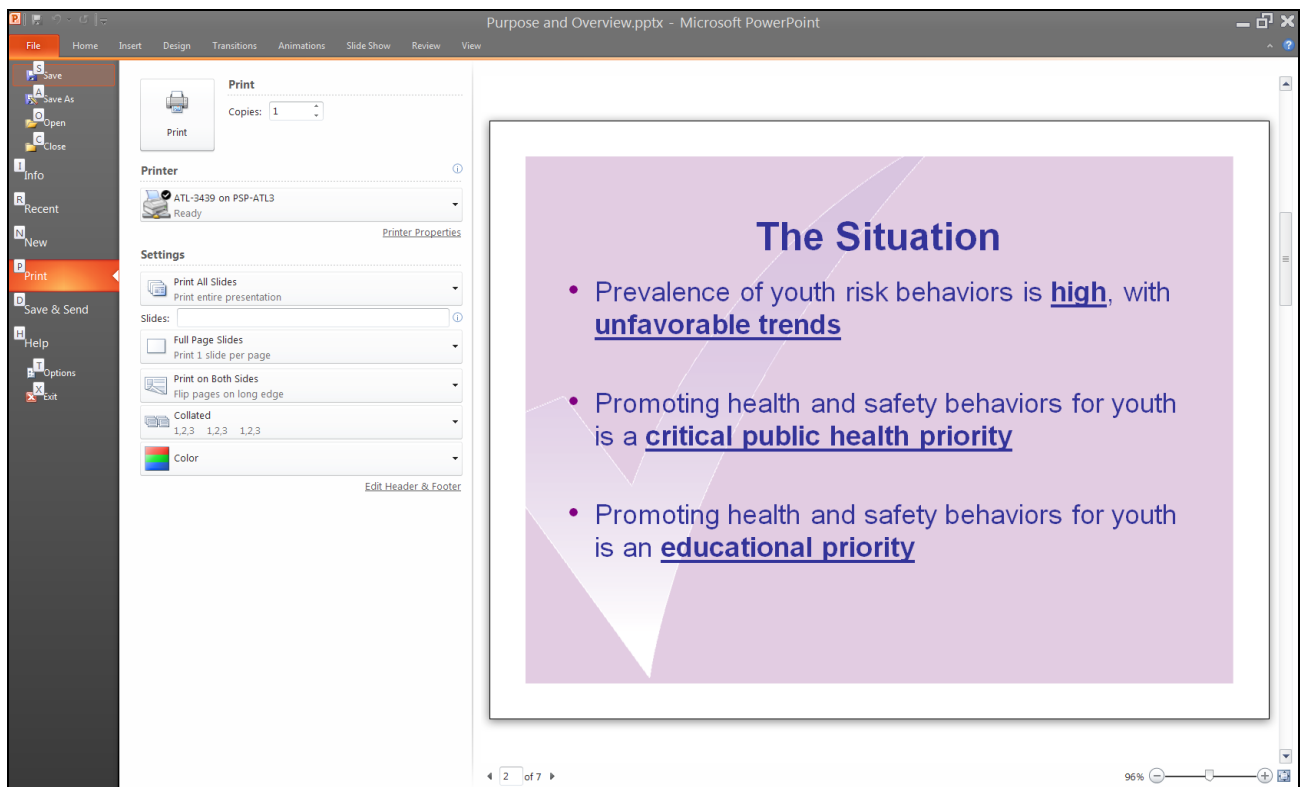 Purpose and Overview.pptx - Microsoft PowerPoint
File Home Insert Design Transitions Animations Slide Show Review View
S
Save
A
Save As
O
Open
C
Close
I
Info
R
Recent
N
New
P
Print
D
Save & Send
H
Help
T
Options
X
Exit
Print
Print
Copies: 1
Printer
ATL-3439 on PSP-ATL3
Ready
Printer Properties
Settings
Print All Slides
Print entire presentation
Slides:
Full Page Slides
Print 1 slide per page
Print on Both Sides
Flip pages on long edge
Collated
1,2,3 1,2,3 1,2,3
Color
Edit Header & Footer
The Situation
• Prevalence of youth risk behaviors is high, with
unfavorable trends
• Promoting health and safety behaviors for youth
is a critical public health priority
• Promoting health and safety behaviors for youth
is an educational priority
2 of 7
96%